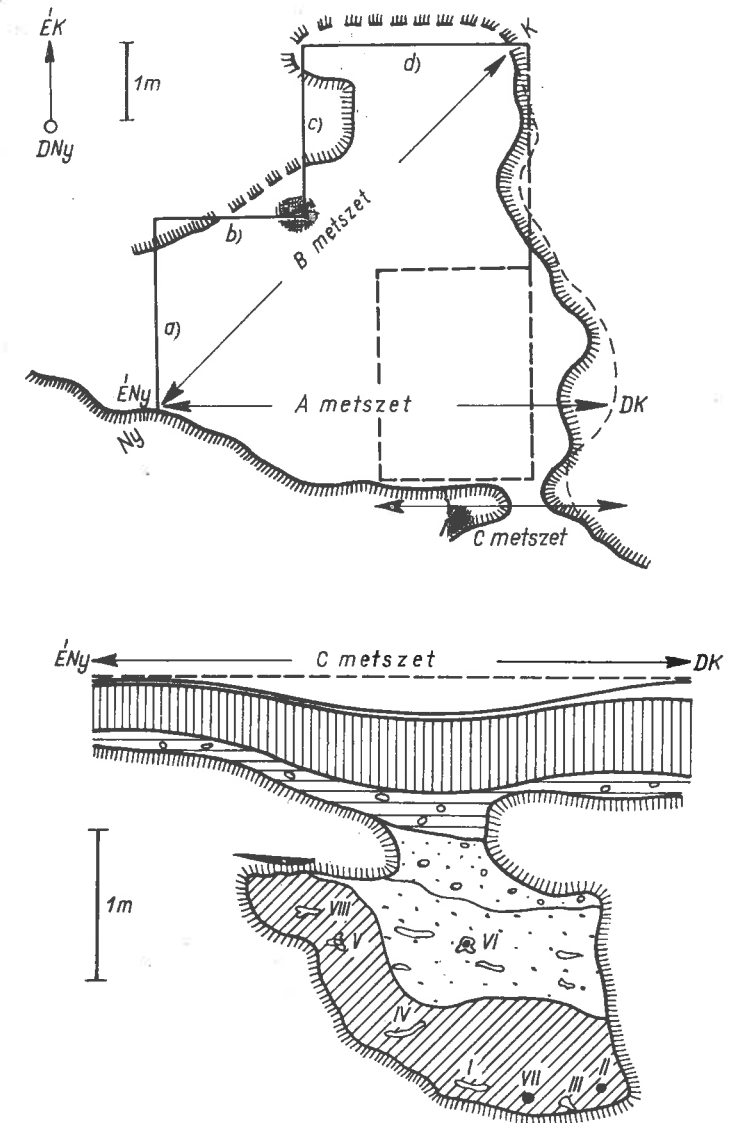 ÉK
DNy
1m
K
d)
c)
b)
a)
B metszet
ÉNy
Ny
A metszet
DK
C metszet
ÉNy
C metszet
DK
1m
VIII
V
VI
IV
I
VII
III
II